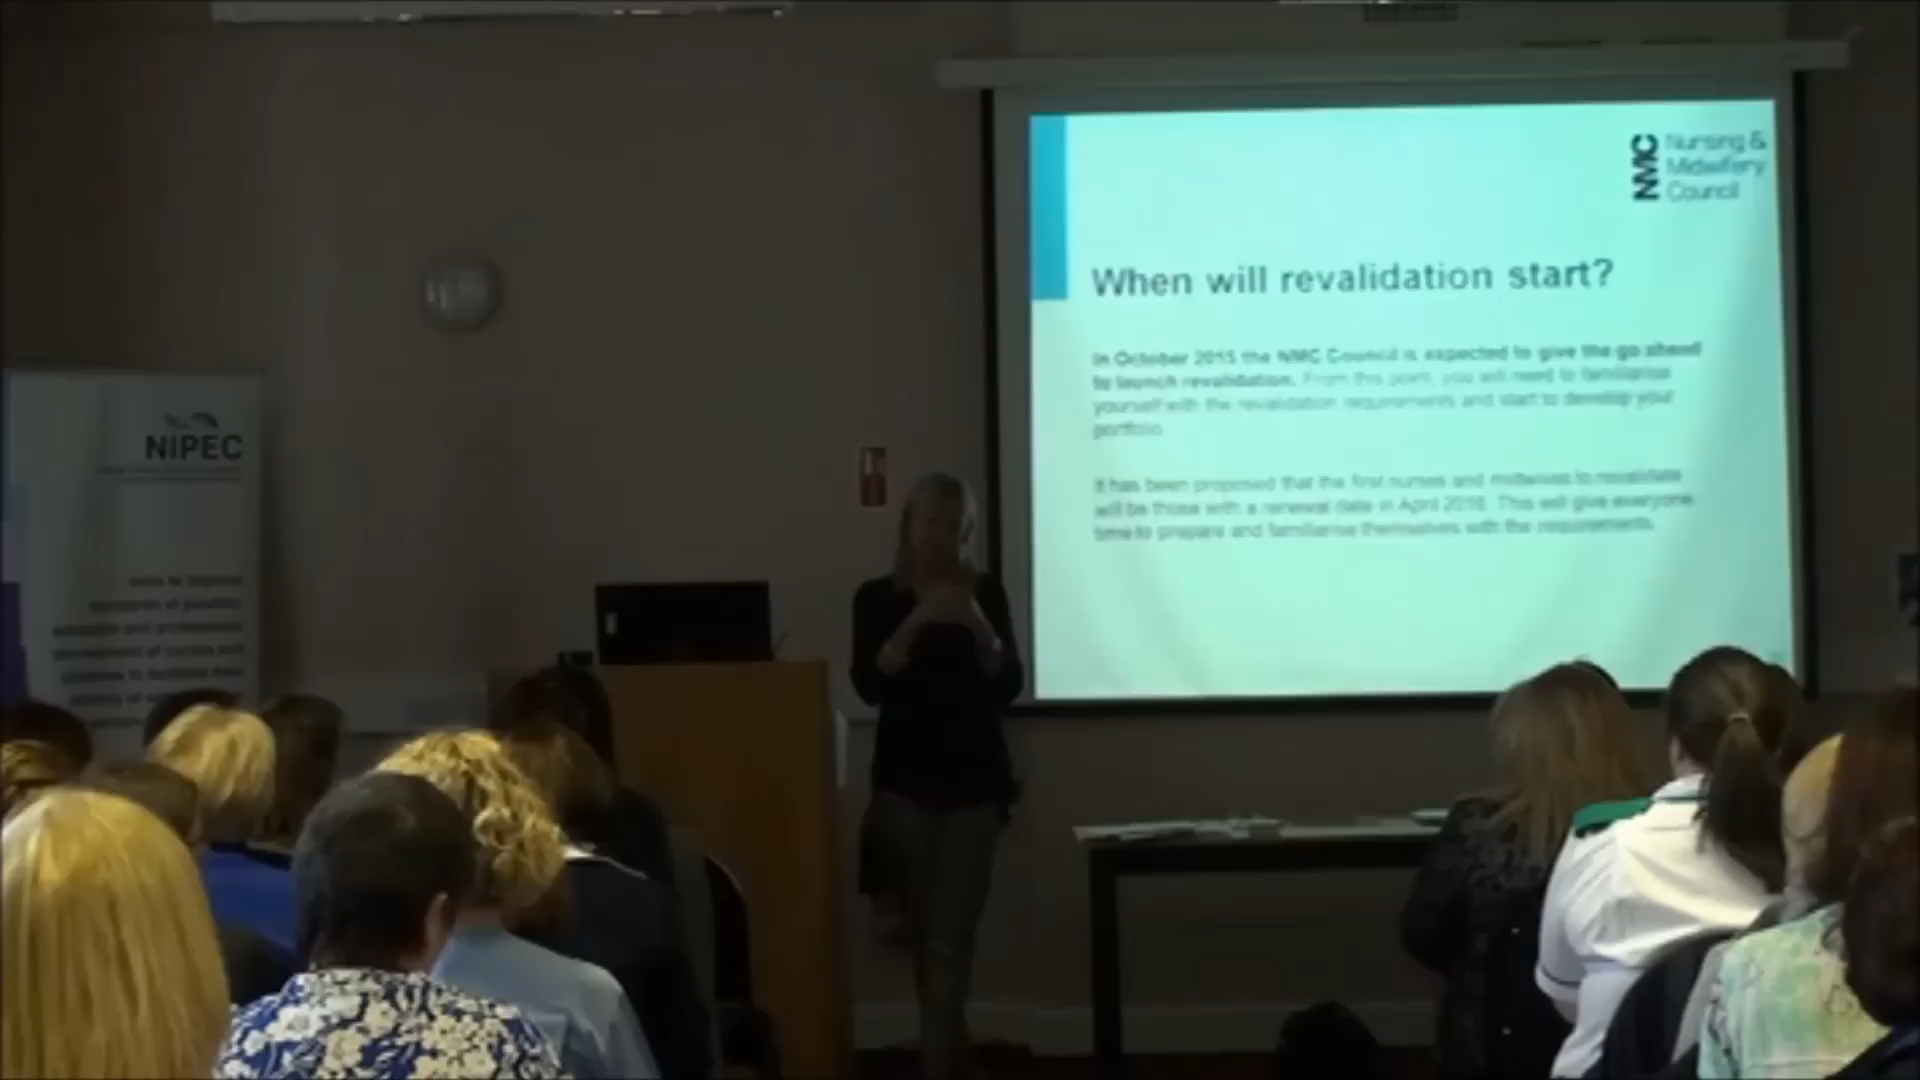 NMC Nursing &
Midwifery
Council
When will revalidation start?
In October 2015 the NMC Council is expected to give the go ahead
to launch revalidation. From this point, you will need to familiarise
yourself with the revalidation requirements and start to develop your
portfolio.
It has been proposed that the first nurses and midwives to revalidate
will be those with a renewal date in April 2016. This will give everyone
time to prepare and familiarise themselves with the requirements.
NIPEC